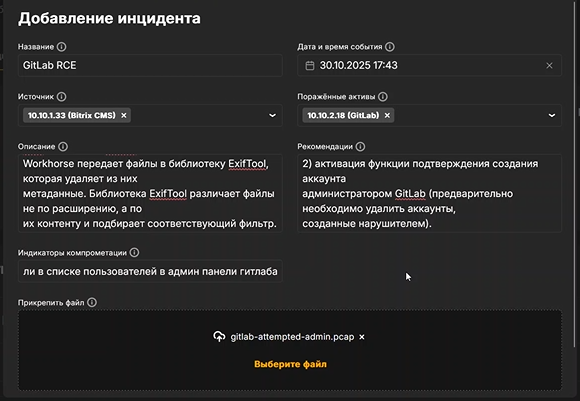 Добавление инцидента
Название
Дата и время события
GitLab RCE
30.10.2025 17:43
Источник
Поражённые активы
10.10.1.33 (Bitrix CMS) ×
10.10.2.18 (GitLab) ×
Описание
Рекомендации
Workhorse передает файлы в библиотеку ExifTool,
которая удаляет из них
метаданные. Библиотека ExifTool различает файлы
не по расширению, а по
их контенту и подбирает соответствующий фильтр.
2) активация функции подтверждения создания
аккаунта
администратором GitLab (предварительно
необходимо удалить аккаунты,
созданные нарушителем).
Индикаторы компрометации
ли в списке пользователей в админ панели гитлаба
Прикрепить файл
gitlab-attempted-admin.pcap ×
Выберите файл